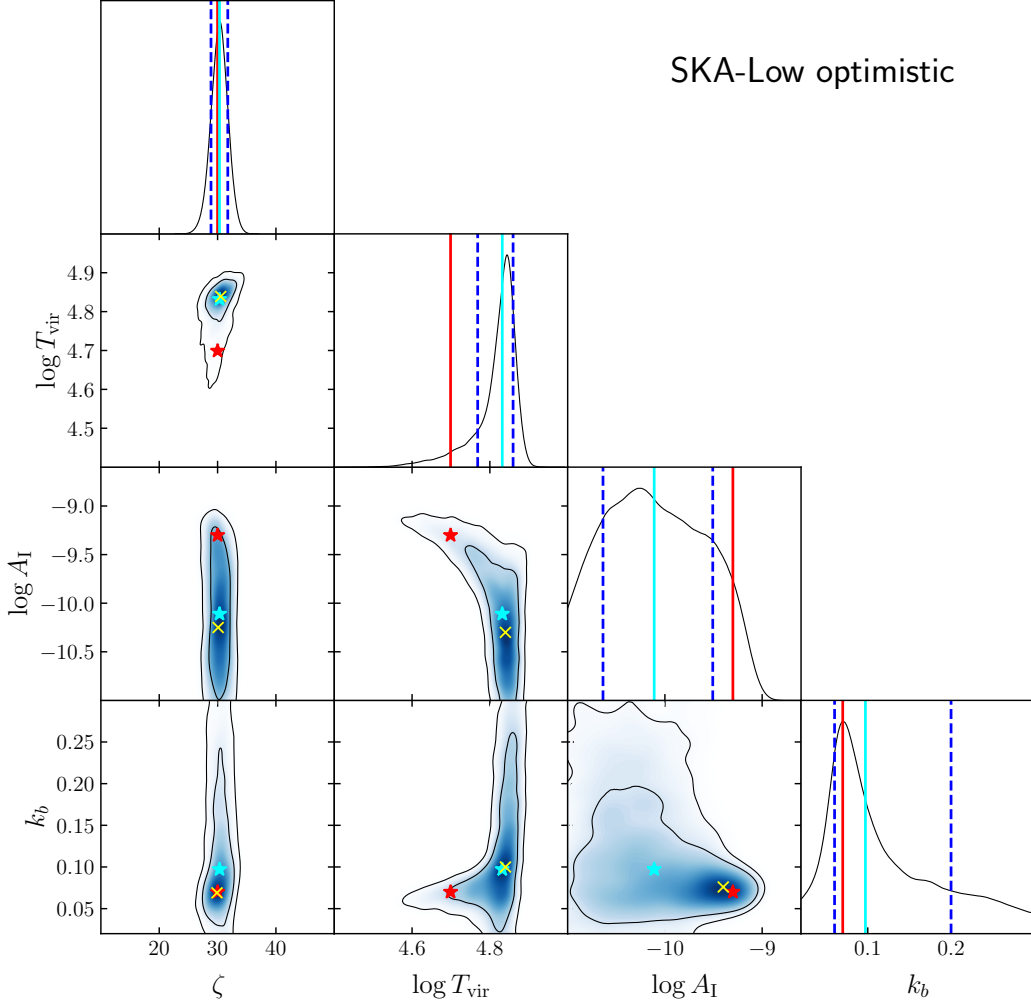 SKA-Low optimistic
4.9
4.8
4.7
4.6
4.5
log T_vir
−9.0
−9.5
−10.0
−10.5
log A_I
0.25
0.20
0.15
0.10
0.05
k_b
20 30 40
4.6 4.8
−10 −9
0.1 0.2
ζ log T_vir log A_I k_b